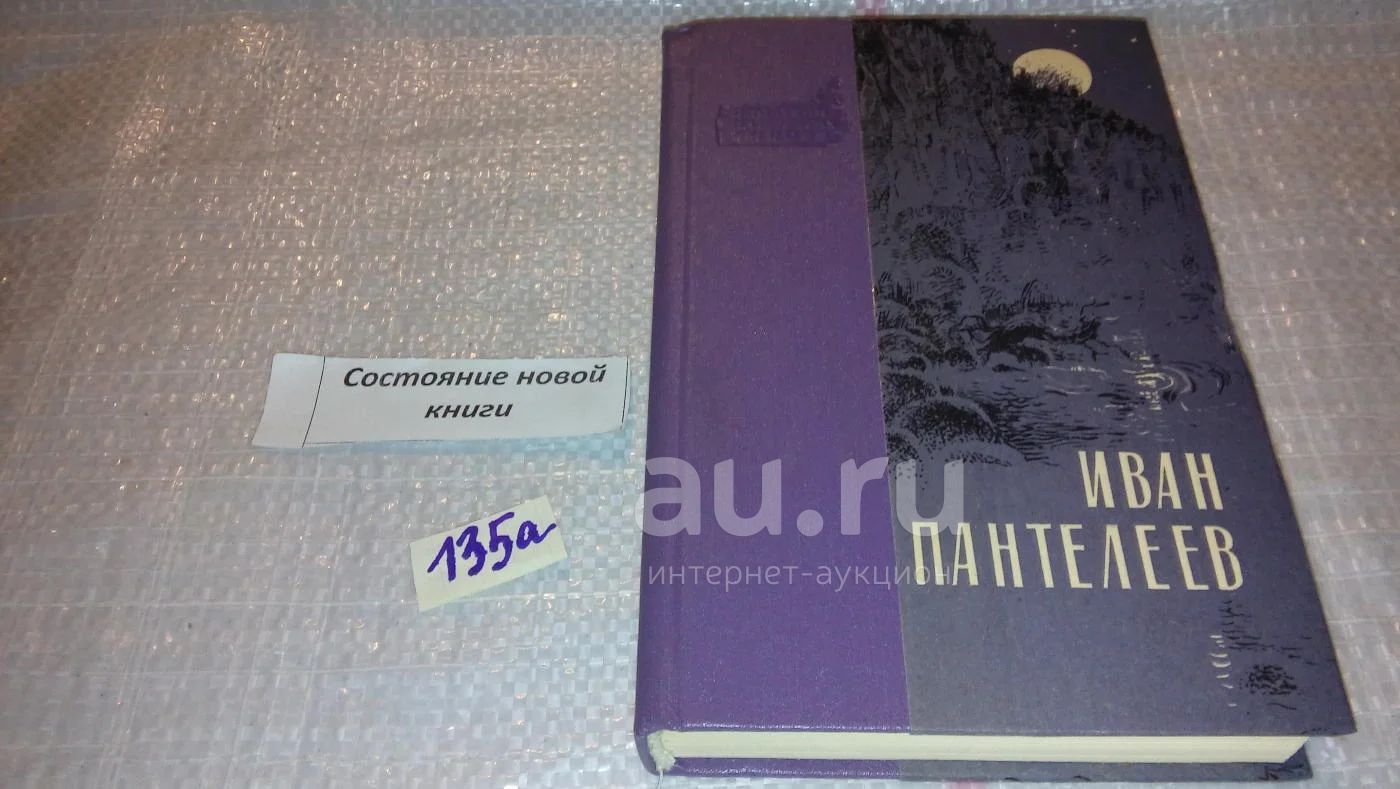 Состояние новой
книги
135а
ИВАН
ПАНТЕЛЕЕВ
au.ru
интернет-аукцион